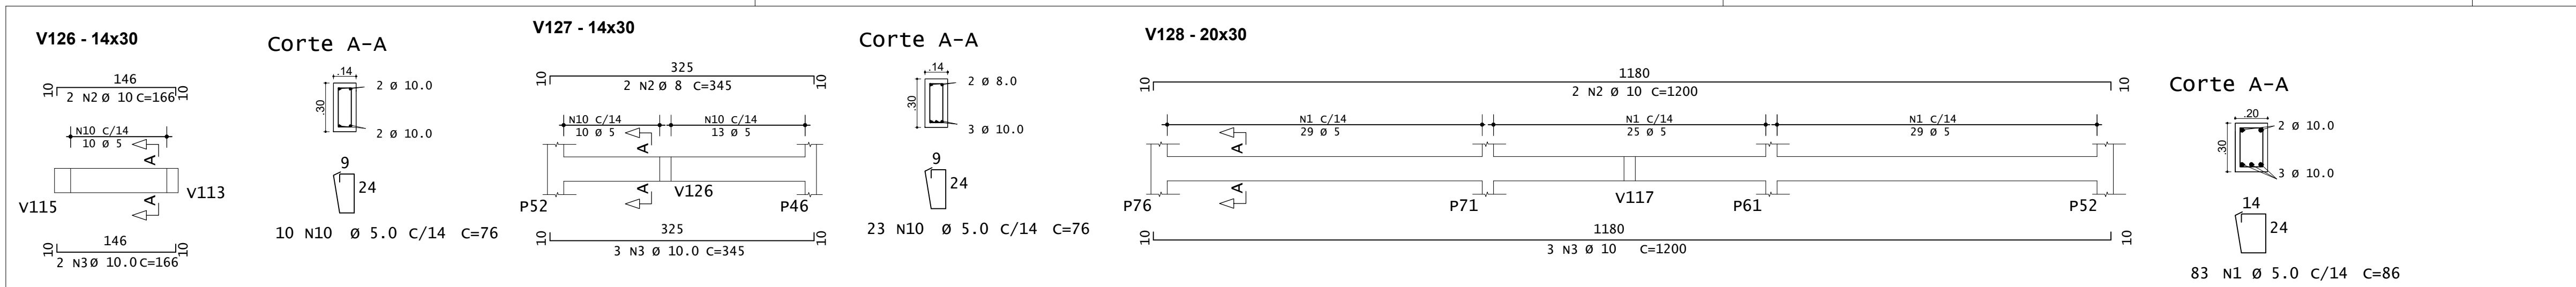 V126 - 14x30
Corte A-A
146
10
10
2 N2 Ø 10 C=166
.14
.30
2 Ø 10.0
2 Ø 10.0
N10 C/14
10 Ø 5
A
A
V115
V113
9
24
146
10
10
2 N3 Ø 10.0 C=166
10 N10 Ø 5.0 C/14 C=76
V127 - 14x30
Corte A-A
325
10
10
2 N2 Ø 8 C=345
.14
.30
2 Ø 8.0
3 Ø 10.0
N10 C/14
10 Ø 5
N10 C/14
13 Ø 5
A
A
V126
P52
P46
9
24
325
10
10
3 N3 Ø 10.0 C=345
23 N10 Ø 5.0 C/14 C=76
V128 - 20x30
1180
10
10
2 N2 Ø 10 C=1200
N1 C/14
29 Ø 5
N1 C/14
25 Ø 5
N1 C/14
29 Ø 5
A
A
P76
P71
V117
P61
P52
1180
10
10
3 N3 Ø 10 C=1200
Corte A-A
.20
.30
2 Ø 10.0
3 Ø 10.0
14
24
83 N1 Ø 5.0 C/14 C=86